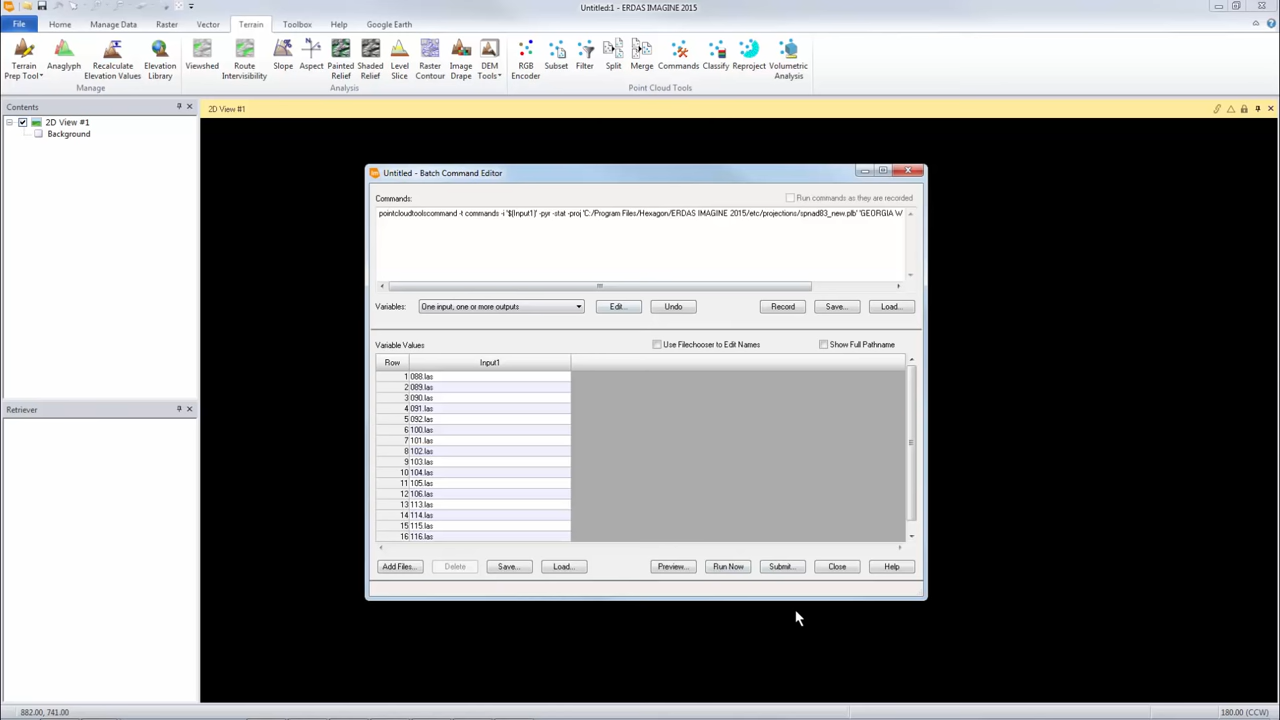 Untitled:1 - ERDAS IMAGINE 2015
File Home Manage Data Raster Vector Terrain Toolbox Help Google Earth
Terrain Prep Tool
Anaglyph
Recalculate Elevation Values
Elevation Library
Viewshed
Route Intervisibility
Slope
Aspect
Painted Relief
Shaded Relief
Level Slice
Raster Contour
Image Drape
DEM Tools
RGB Encoder
Subset
Filter
Split
Merge
Commands
Classify
Reproject
Volumetric Analysis
Manage Analysis Point Cloud Tools
Contents
2D View #1
2D View #1
Background
Untitled - Batch Command Editor
Commands:
Run commands as they are recorded
pointcloudtoolscommand -t commands -i '$(Input1)' -pyr -stat -proj 'C:/Program Files/Hexagon/ERDAS IMAGINE 2015/etc/projections/spnad83_new.plb' 'GEORGIA W
Variables: One input, one or more outputs Edit... Undo Record Save... Load...
Variable Values
Use Filechooser to Edit Names
Show Full Pathname
Row Input1
1 088.las
2 089.las
3 090.las
4 091.las
5 092.las
6 100.las
7 101.las
8 102.las
9 103.las
10 104.las
11 105.las
12 106.las
13 113.las
14 114.las
15 115.las
16 116.las
Add Files... Delete Save... Load... Preview... Run Now Submit... Close Help
Retriever
882.00, 741.00
180.00 (CCW)